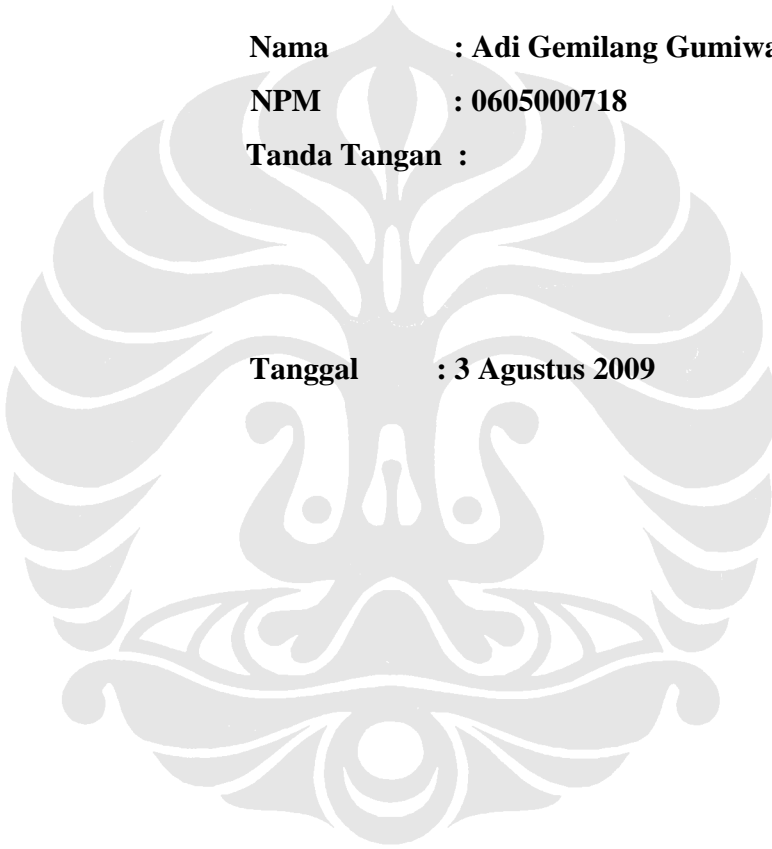 Nama : Adi Gemilang Gumiwa
NPM : 0605000718
Tanda Tangan :
Tanggal : 3 Agustus 2009